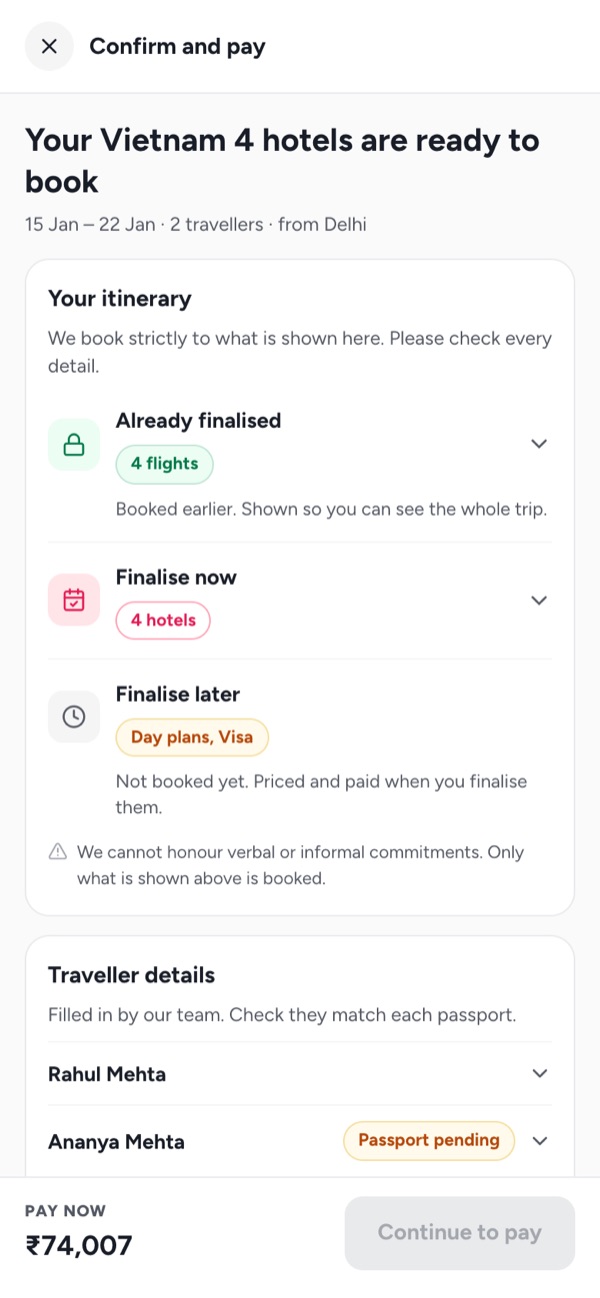 Confirm and pay
Your Vietnam 4 hotels are ready to
book
15 Jan – 22 Jan · 2 travellers · from Delhi
Your itinerary
We book strictly to what is shown here. Please check every
detail.
Already finalised
4 flights
Booked earlier. Shown so you can see the whole trip.
Finalise now
4 hotels
Finalise later
Day plans, Visa
Not booked yet. Priced and paid when you finalise
them.
We cannot honour verbal or informal commitments. Only
what is shown above is booked.
Traveller details
Filled in by our team. Check they match each passport.
Rahul Mehta
Ananya Mehta
Passport pending
PAY NOW
₹74,007
Continue to pay